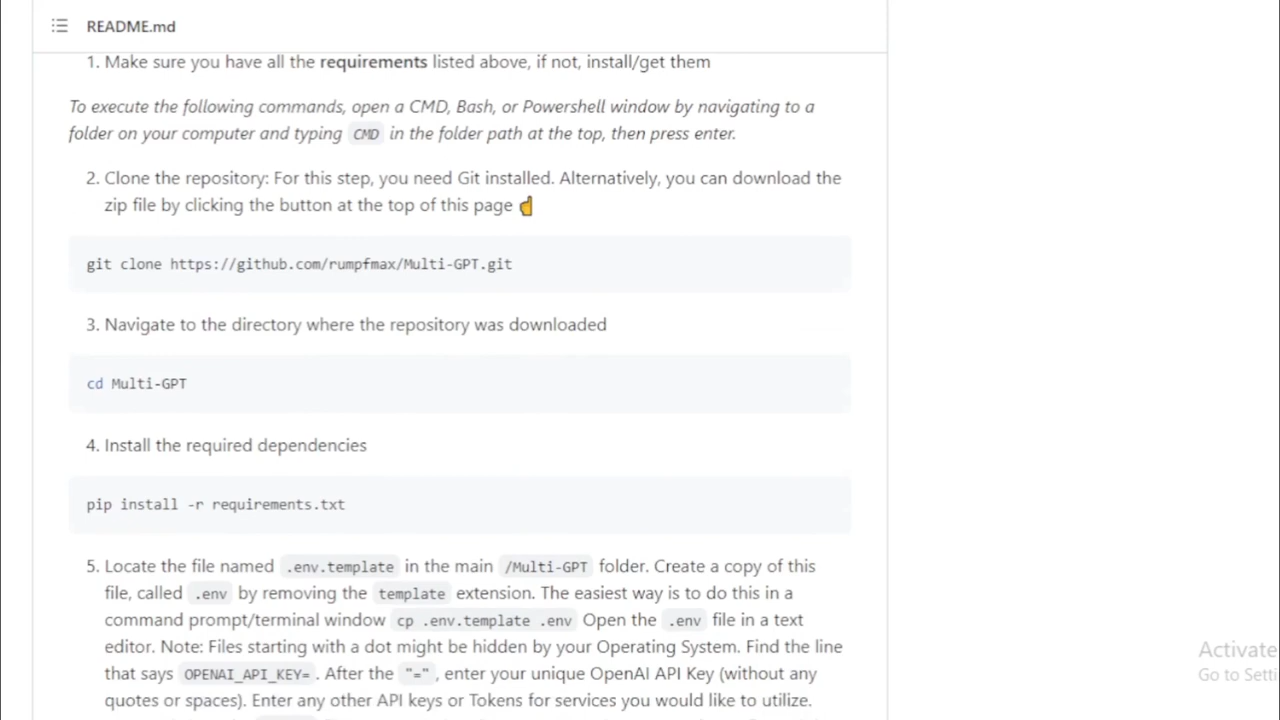 README.md
1. Make sure you have all the requirements listed above, if not, install/get them
To execute the following commands, open a CMD, Bash, or Powershell window by navigating to a
folder on your computer and typing CMD in the folder path at the top, then press enter.
2. Clone the repository: For this step, you need Git installed. Alternatively, you can download the
zip file by clicking the button at the top of this page ☝️
git clone https://github.com/rumpfmax/Multi-GPT.git
3. Navigate to the directory where the repository was downloaded
cd Multi-GPT
4. Install the required dependencies
pip install -r requirements.txt
5. Locate the file named .env.template in the main /Multi-GPT folder. Create a copy of this
file, called .env by removing the template extension. The easiest way is to do this in a
command prompt/terminal window cp .env.template .env Open the .env file in a text
editor. Note: Files starting with a dot might be hidden by your Operating System. Find the line
that says OPENAI_API_KEY= . After the "=", enter your unique OpenAI API Key (without any
quotes or spaces). Enter any other API keys or Tokens for services you would like to utilize.
Activate
Go to Setti